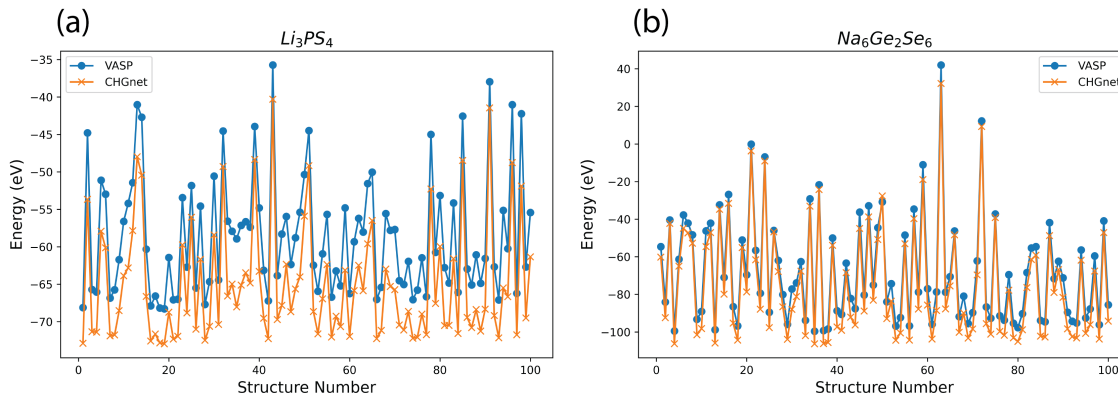 (a)
Li₃PS₄
VASP
CHGnet
Energy (eV)
−35
−40
−45
−50
−55
−60
−65
−70
0 20 40 60 80 100
Structure Number
(b)
Na₆Ge₂Se₆
VASP
CHGnet
Energy (eV)
40
20
0
−20
−40
−60
−80
−100
0 20 40 60 80 100
Structure Number